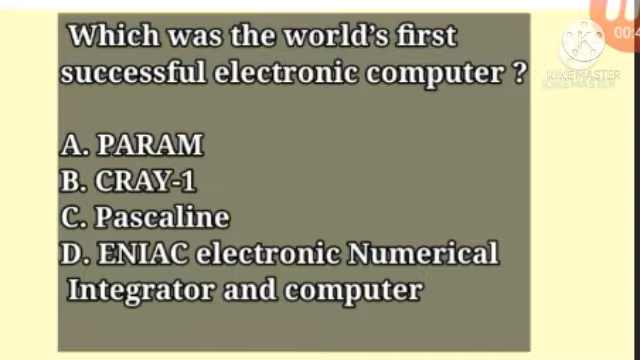 Which was the world's first
successful electronic computer ?
A. PARAM
B. CRAY-1
C. Pascaline
D. ENIAC electronic Numerical
Integrator and computer
KINEMASTER